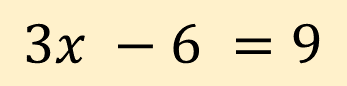 3x − 6 = 9